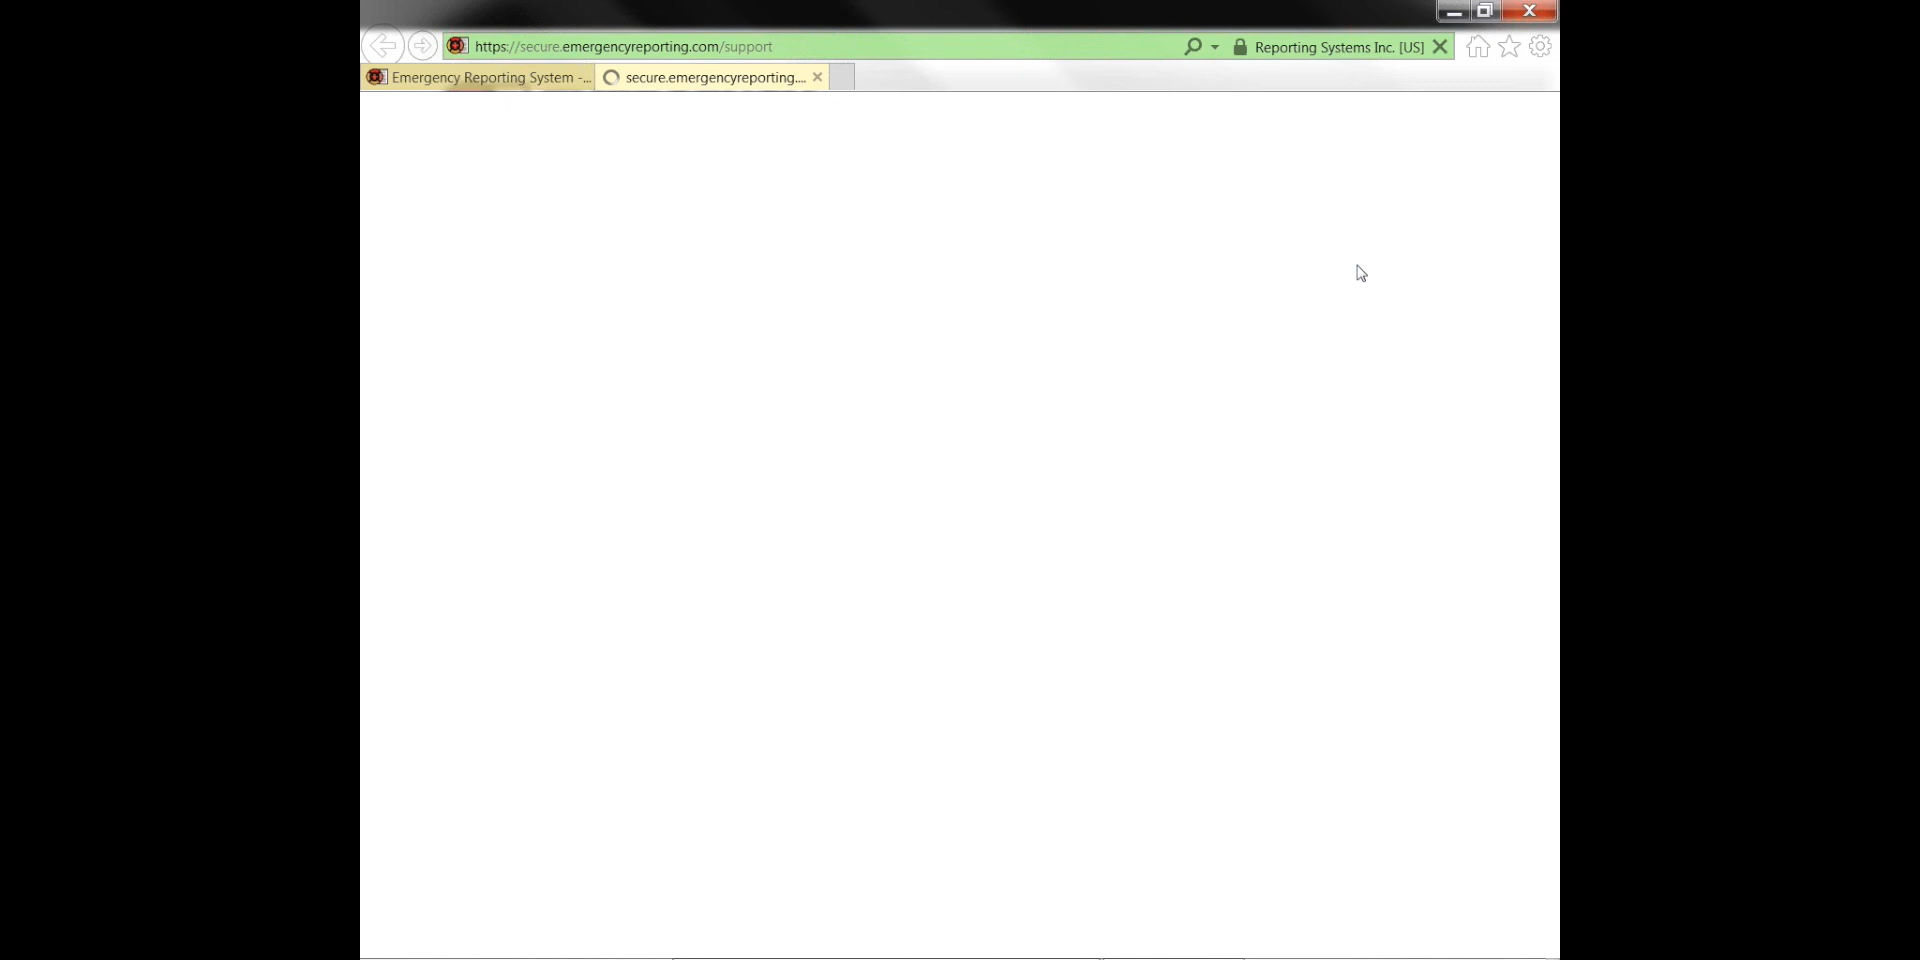 https://secure.emergencyreporting.com/support
Reporting Systems Inc. [US]
Emergency Reporting System -...
secure.emergencyreporting....